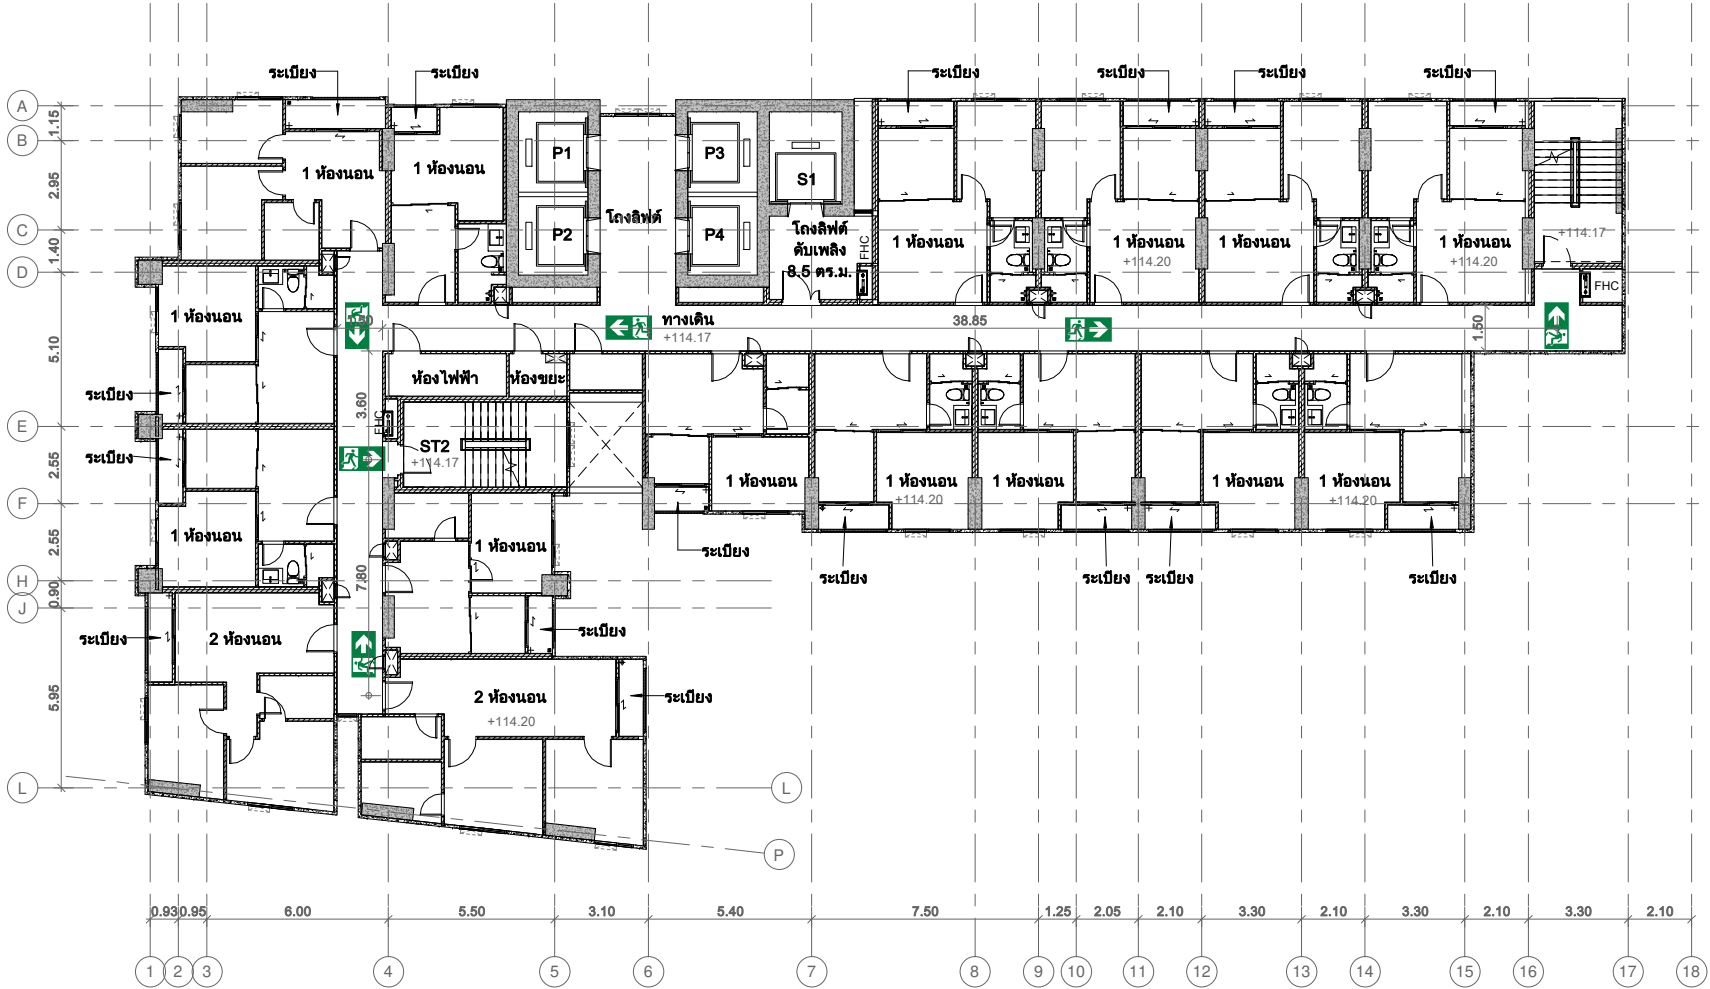 ระเบียง
ระเบียง
ระเบียง
ระเบียง
ระเบียง
ระเบียง
A
1.15
B
2.95
C
1.40
D
5.10
E
2.55
F
2.55
H
0.90
J
5.95
L
1 ห้องนอน
1 ห้องนอน
P1
P2
โถงลิฟต์
P3
P4
S1
โถงลิฟต์
ดับเพลิง
8.5 ตร.ม.
FHC
1 ห้องนอน
1 ห้องนอน
+114.20
1 ห้องนอน
1 ห้องนอน
+114.20
+114.17
FHC
1 ห้องนอน
ทางเดิน
+114.17
38.85
1.50
ระเบียง
ห้องไฟฟ้า
ห้องขยะ
3.60
FHC
ST2
+114.17
ระเบียง
1 ห้องนอน
1 ห้องนอน
+114.20
1 ห้องนอน
1 ห้องนอน
1 ห้องนอน
+114.20
1 ห้องนอน
1 ห้องนอน
ระเบียง
ระเบียง
ระเบียง
ระเบียง
ระเบียง
7.80
ระเบียง
2 ห้องนอน
ระเบียง
2 ห้องนอน
+114.20
ระเบียง
L
P
0.93
0.95
6.00
5.50
3.10
5.40
7.50
1.25
2.05
2.10
3.30
2.10
3.30
2.10
3.30
2.10
1
2
3
4
5
6
7
8
9
10
11
12
13
14
15
16
17
18